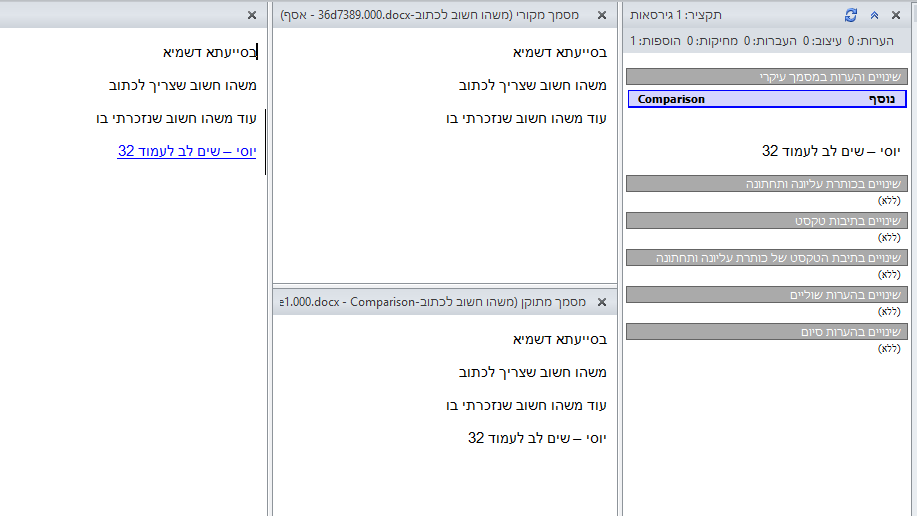 תקציר: 1 גירסאות
הערות: 0 עיצוב: 0 העברות: 0 מחיקות: 0 הוספות: 1
שינויים והערות במסמך עיקרי
נוסף Comparison
יוסי – שים לב לעמוד 32
שינויים בכותרת עליונה ותחתונה
(ללא)
שינויים בתיבות טקסט
(ללא)
שינויים בתיבת הטקסט של כותרת עליונה ותחתונה
(ללא)
שינויים בהערות שוליים
(ללא)
שינויים בהערות סיום
(ללא)
מסמך מקורי (משהו חשוב לכתוב-36d7389.000.docx - אסף)
בסייעתא דשמיא
משהו חשוב שצריך לכתוב
עוד משהו חשוב שנזכרתי בו
מסמך מתוקן (משהו חשוב לכתוב-e1.000.docx - Comparison
בסייעתא דשמיא
משהו חשוב שצריך לכתוב
עוד משהו חשוב שנזכרתי בו
יוסי – שים לב לעמוד 32
בסייעתא דשמיא
משהו חשוב שצריך לכתוב
עוד משהו חשוב שנזכרתי בו
יוסי – שים לב לעמוד 32